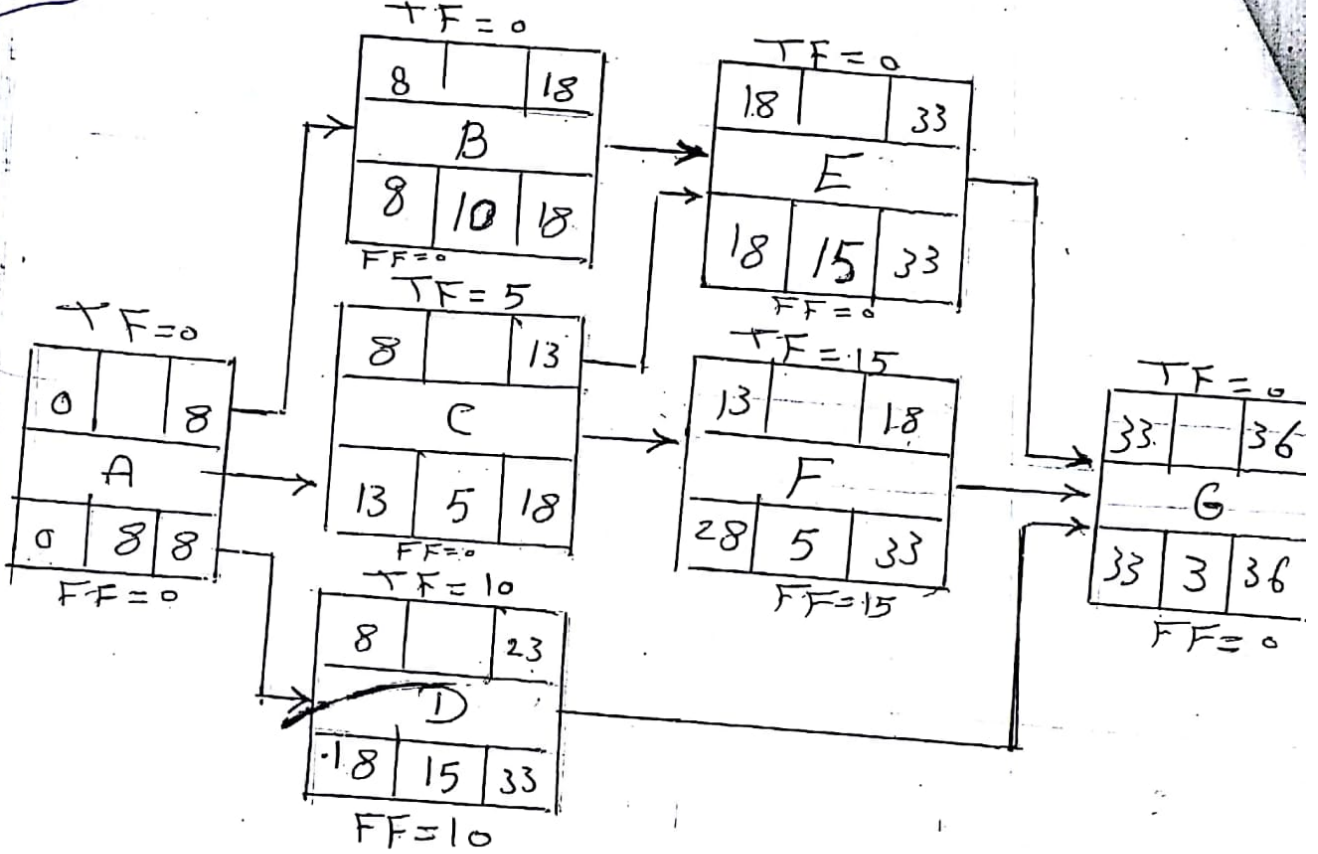 TF=0
8 18
B
8 10 18
FF=0
TF=0
18 33
E
18 15 33
FF=0
TF=0
0 8
A
0 8 8
FF=0
TF=5
8 13
C
13 5 18
FF=0
TF=15
13 18
F
28 5 33
FF=15
TF=10
8 23
D
18 15 33
FF=10
TF=0
33 36
G
33 3 36
FF=0